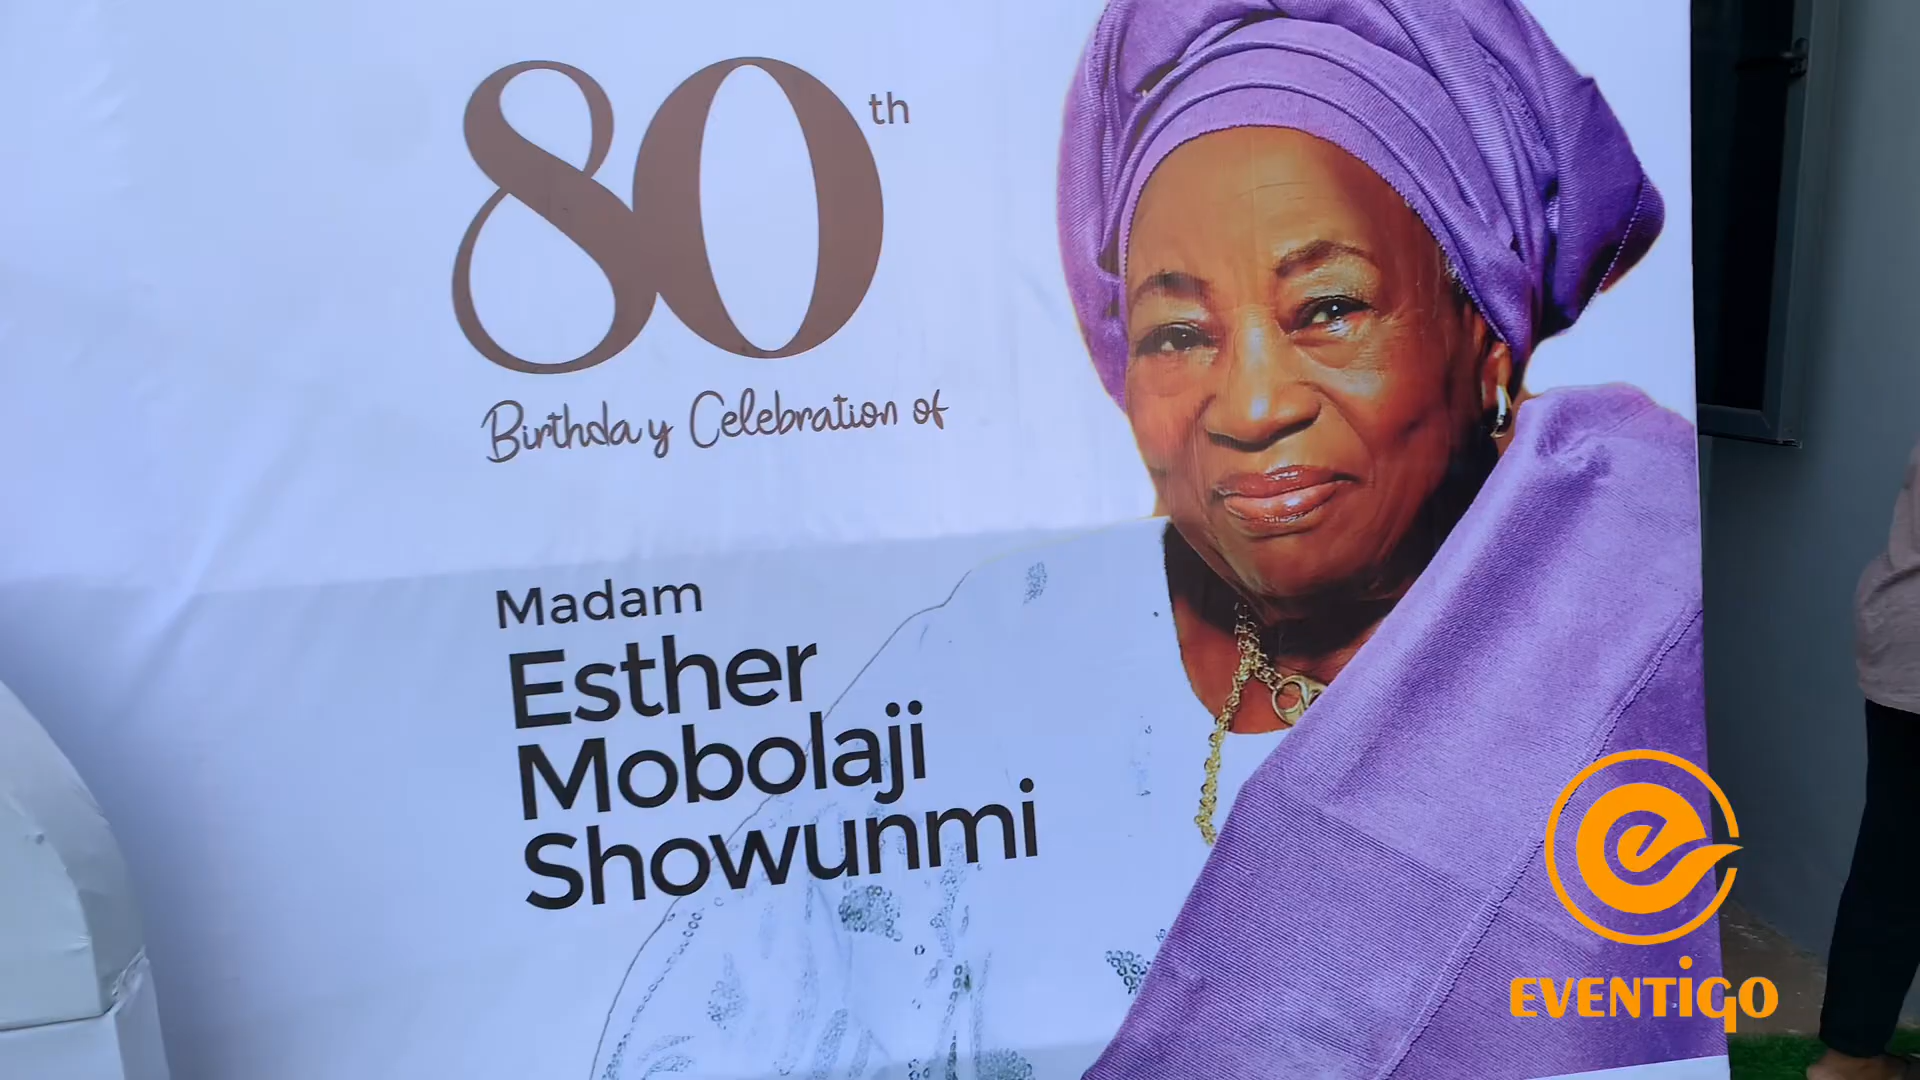 80th
Birthday Celebration of
Madam
Esther
Mobolaji
Showunmi
e
EVENTiGO